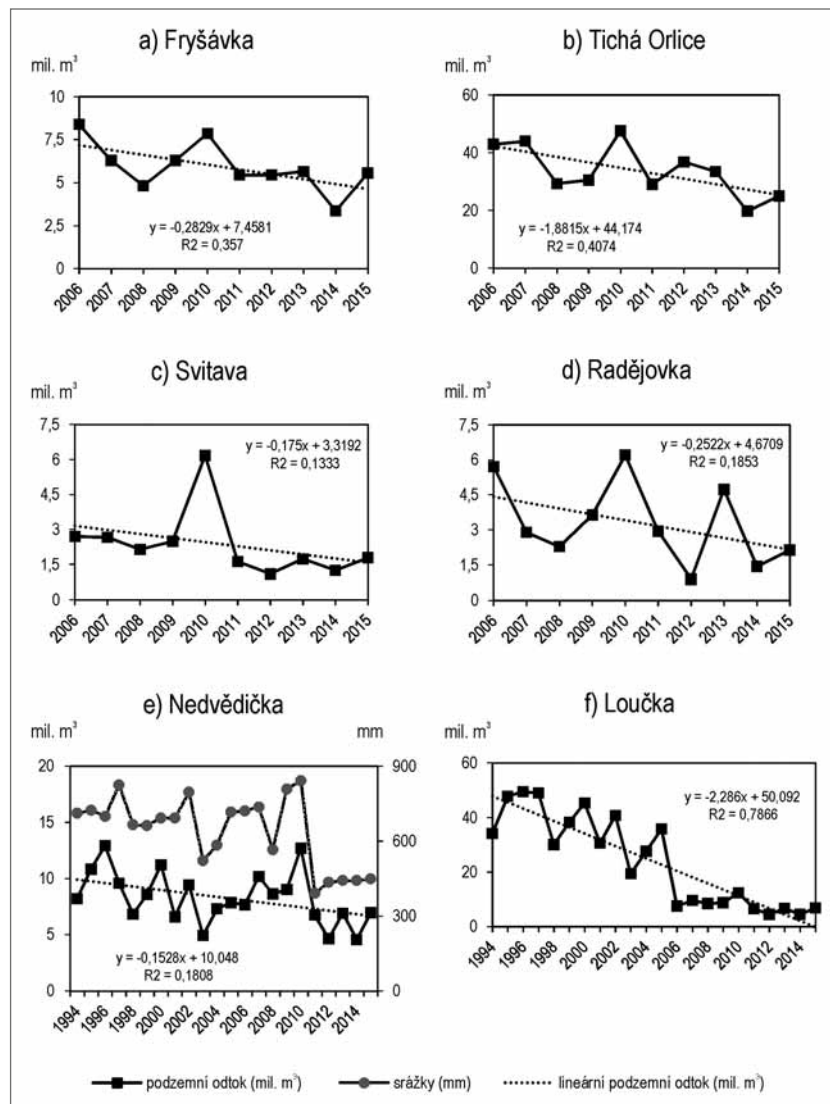 a) Fryšávka
mil. m³
10
7,5
5
2,5
0
y = -0,2829x + 7,4581
R2 = 0,357
2006 2007 2008 2009 2010 2011 2012 2013 2014 2015
b) Tichá Orlice
mil. m³
60
40
20
0
y = -1,8815x + 44,174
R2 = 0,4074
2006 2007 2008 2009 2010 2011 2012 2013 2014 2015
c) Svitava
mil. m³
7,5
6
4,5
3
1,5
0
y = -0,175x + 3,3192
R2 = 0,1333
2006 2007 2008 2009 2010 2011 2012 2013 2014 2015
d) Radějovka
mil. m³
7,5
6
4,5
3
1,5
0
y = -0,2522x + 4,6709
R2 = 0,1853
2006 2007 2008 2009 2010 2011 2012 2013 2014 2015
e) Nedvědička
mil. m³ mm
20 900
15
600
10
300
5
0 0
y = -0,1528x + 10,048
R2 = 0,1808
1994 1996 1998 2000 2002 2004 2006 2008 2010 2012 2014
f) Loučka
mil. m³
60
40
20
0
y = -2,286x + 50,092
R2 = 0,7866
1994 1996 1998 2000 2002 2004 2006 2008 2010 2012 2014
podzemní odtok (mil. m³) srážky (mm) lineární podzemní odtok (mil. m³)